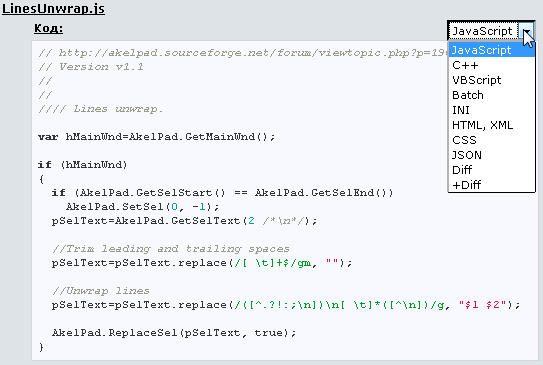 LinesUnwrap.js
Код:
JavaScript
// http://akelpad.sourceforge.net/forum/viewtopic.php?p=19
JavaScript
// Version v1.1
C++
//
VBScript
//
Batch
//// Lines unwrap.
INI
HTML, XML
var hMainWnd=AkelPad.GetMainWnd();
CSS
JSON
if (hMainWnd)
Diff
{
+Diff
if (AkelPad.GetSelStart() == AkelPad.GetSelEnd())
AkelPad.SetSel(0, -1);
pSelText=AkelPad.GetSelText(2 /*\n*/);
//Trim leading and trailing spaces
pSelText=pSelText.replace(/[ \t]+$/gm, "");
//Unwrap lines
pSelText=pSelText.replace(/([^.?!:;\n])\n[ \t]*([^\n])/g, "$1 $2");
AkelPad.ReplaceSel(pSelText, true);
}